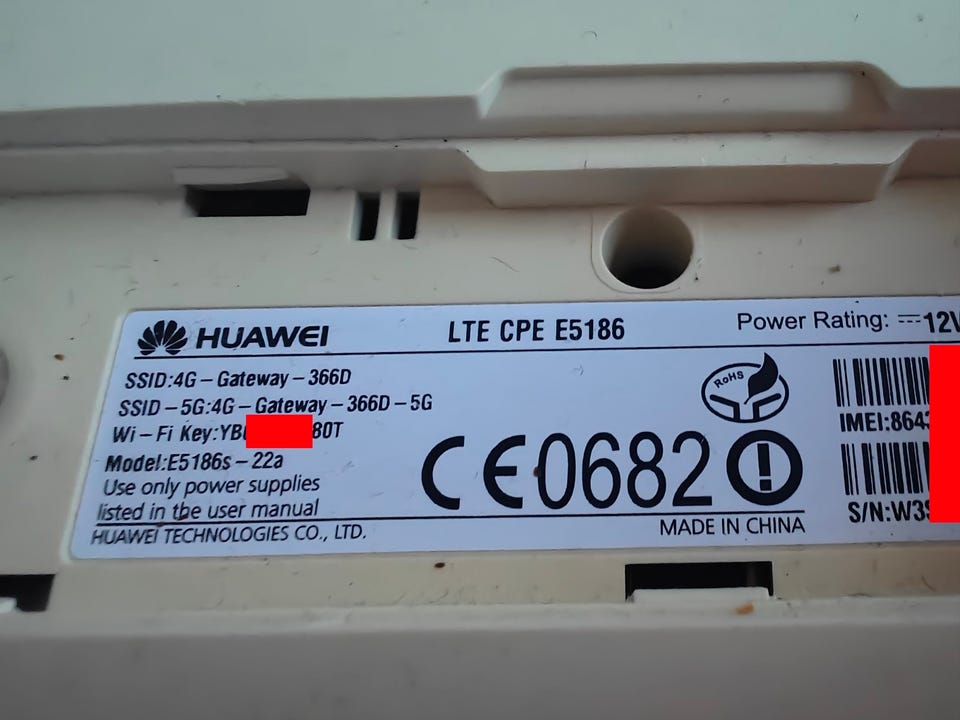 HUAWEI
LTE CPE E5186
Power Rating: ⎓12V
SSID:4G-Gateway-366D
SSID-5G:4G-Gateway-366D-5G
Wi-Fi Key:YB 80T
Model:E5186s-22a
Use only power supplies
listed in the user manual
HUAWEI TECHNOLOGIES CO., LTD.
RoHS
CE0682
MADE IN CHINA
IMEI:864
S/N:W3